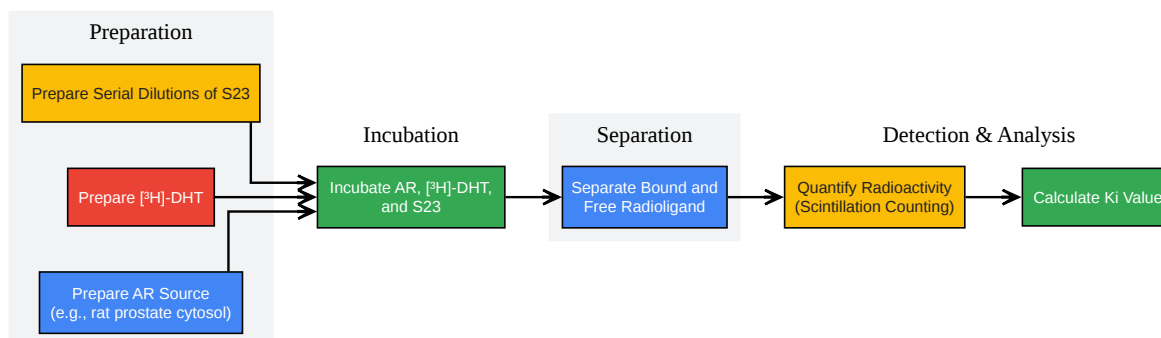 Preparation
Prepare Serial Dilutions of S23
Prepare [³H]-DHT
Prepare AR Source
(e.g., rat prostate cytosol)
Incubation
Incubate AR, [³H]-DHT,
and S23
Separation
Separate Bound and
Free Radioligand
Detection & Analysis
Quantify Radioactivity
(Scintillation Counting)
Calculate Ki Value